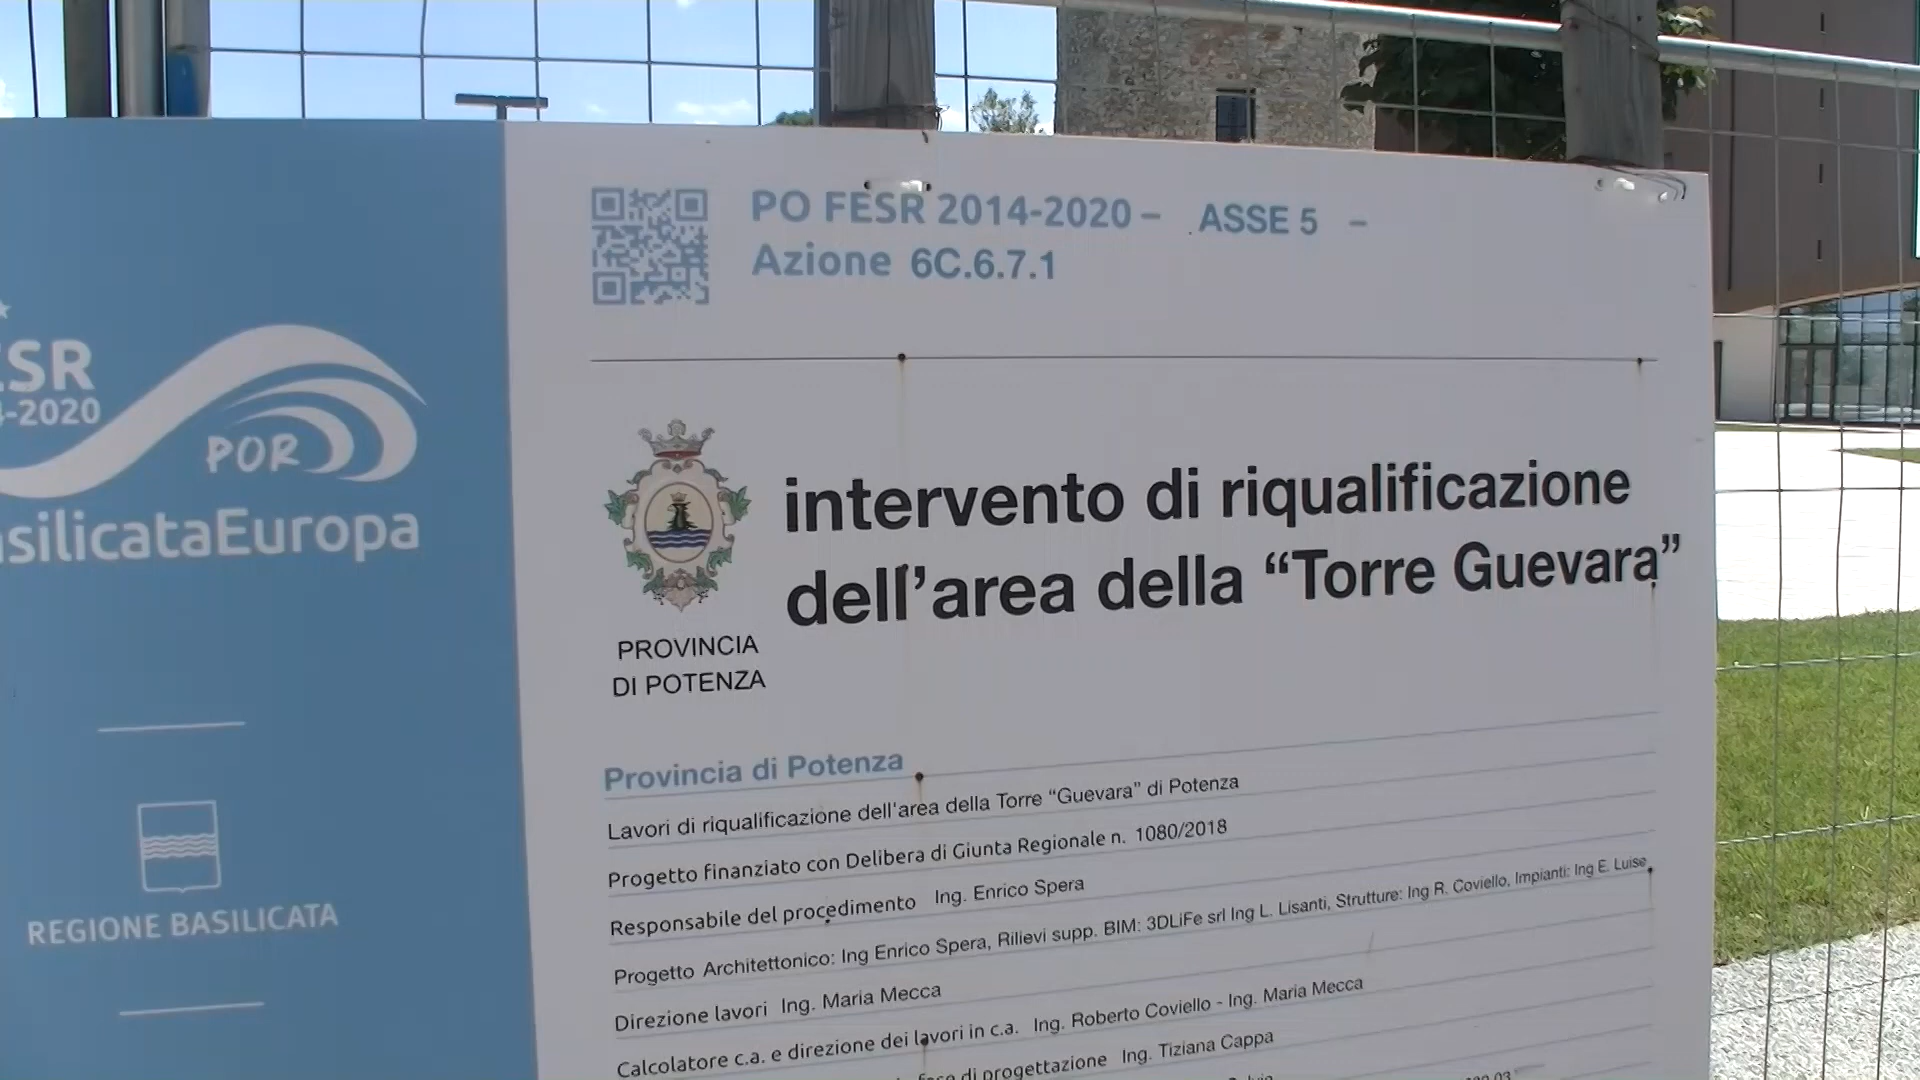 PO FESR 2014-2020 – ASSE 5 –
Azione 6C.6.7.1
2020
POR
BasilicataEuropa
REGIONE BASILICATA
intervento di riqualificazione
dell'area della “Torre Guevara”
PROVINCIA
DI POTENZA
Provincia di Potenza
Lavori di riqualificazione dell'area della Torre “Guevara” di Potenza
Progetto finanziato con Delibera di Giunta Regionale n. 1080/2018
Responsabile del procedimento Ing. Enrico Spera
Progetto Architettonico: Ing Enrico Spera, Rilievi supp. BIM: 3DLiFe srl Ing L. Lisanti, Strutture: Ing R. Coviello, Impianti: Ing E. Luise
Direzione lavori Ing. Maria Mecca
Calcolatore c.a. e direzione dei lavori in c.a. Ing. Roberto Coviello - Ing. Maria Mecca
di progettazione Ing. Tiziana Cappa